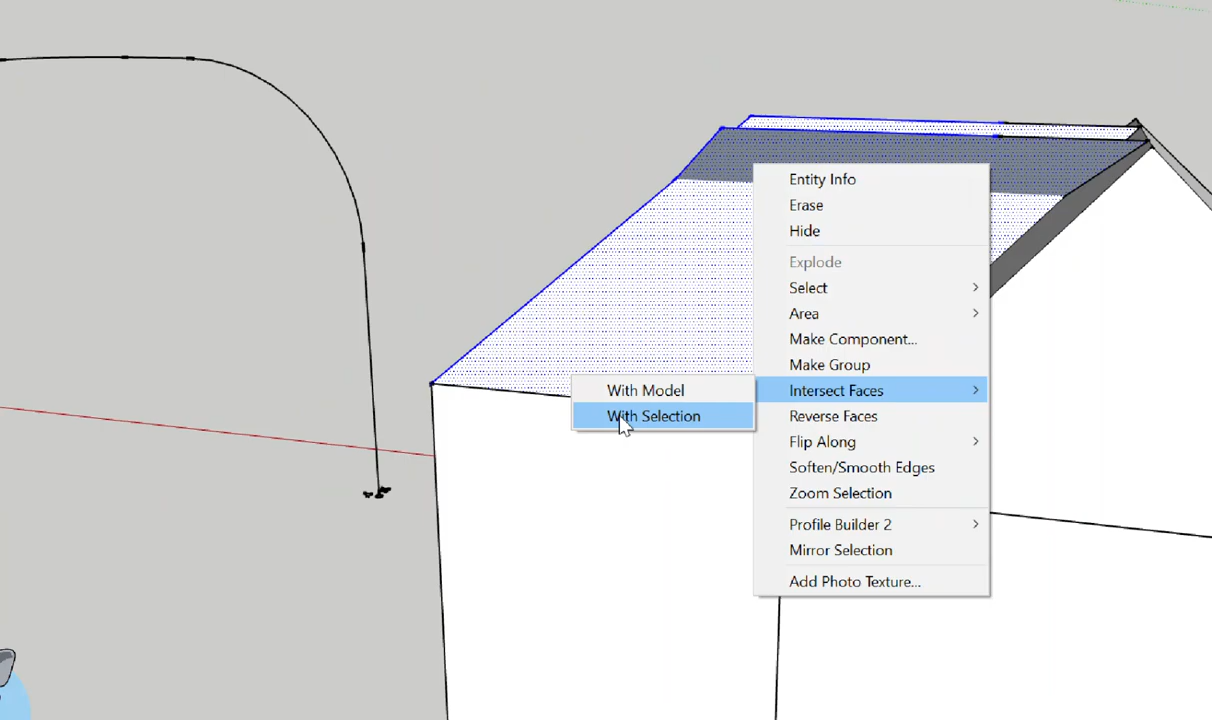 Entity Info
Erase
Hide
Explode
Select
Area
Make Component...
Make Group
Intersect Faces
With Model
With Selection
Reverse Faces
Flip Along
Soften/Smooth Edges
Zoom Selection
Profile Builder 2
Mirror Selection
Add Photo Texture...